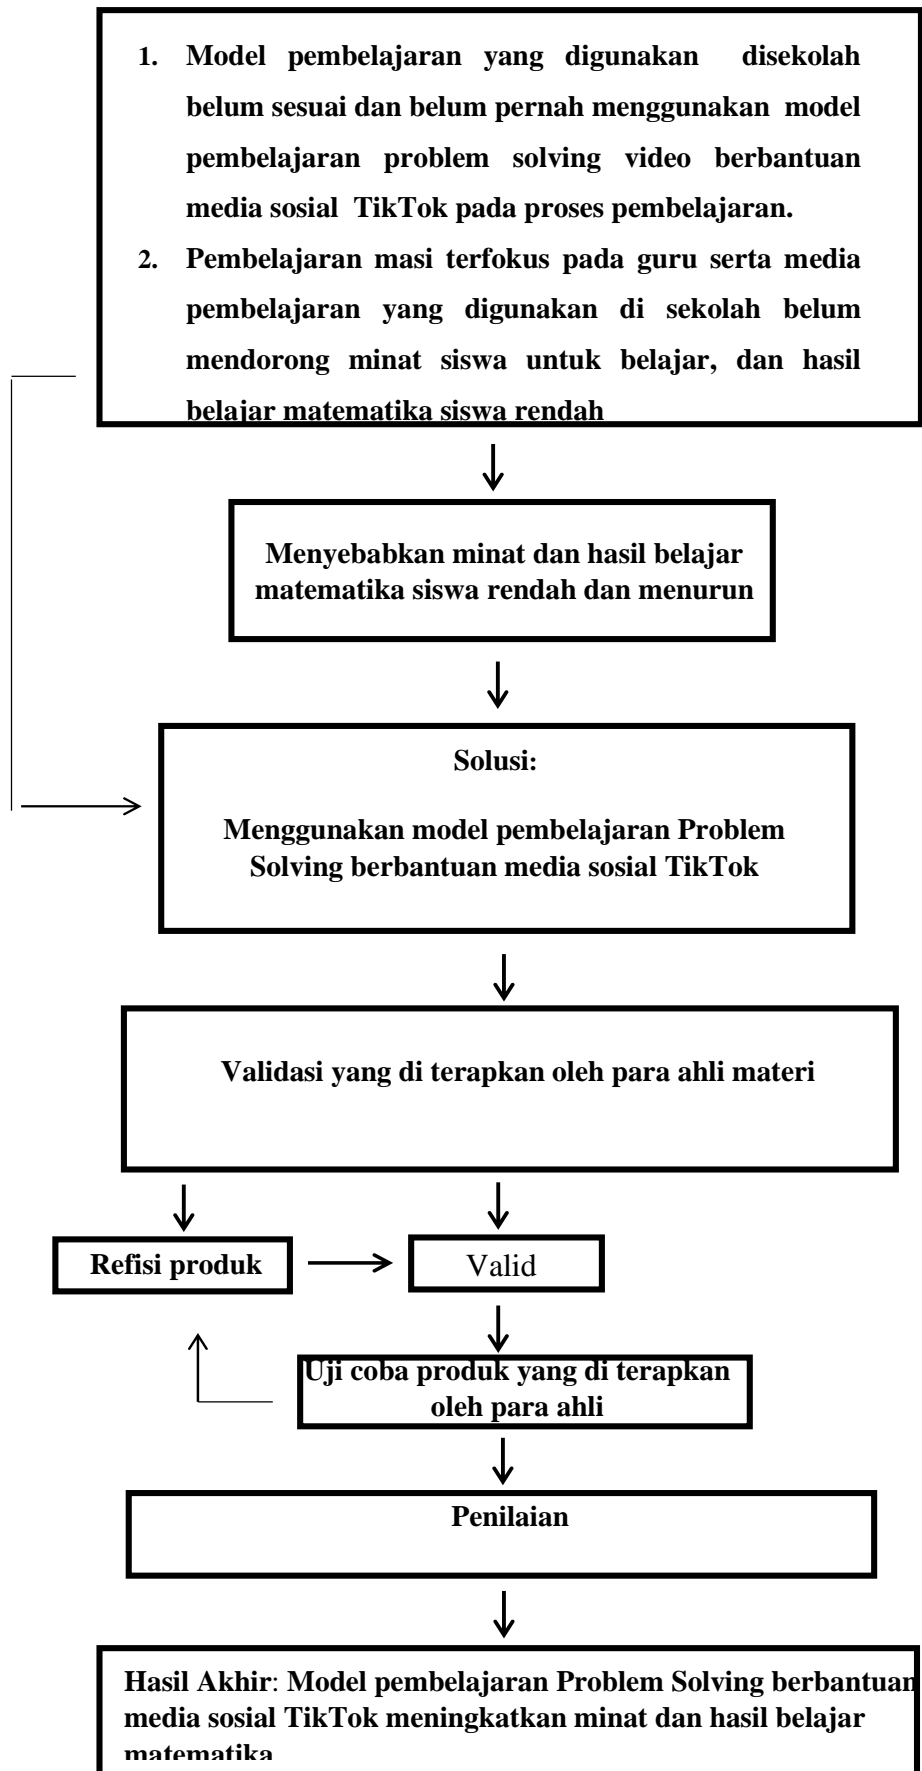 1. Model pembelajaran yang digunakan disekolah
belum sesuai dan belum pernah menggunakan model
pembelajaran problem solving video berbantuan
media sosial TikTok pada proses pembelajaran.
2. Pembelajaran masi terfokus pada guru serta media
pembelajaran yang digunakan di sekolah belum
mendorong minat siswa untuk belajar, dan hasil
belajar matematika siswa rendah
Menyebabkan minat dan hasil belajar
matematika siswa rendah dan menurun
Solusi:
Menggunakan model pembelajaran Problem
Solving berbantuan media sosial TikTok
Validasi yang di terapkan oleh para ahli materi
Refisi produk
Valid
Uji coba produk yang di terapkan
oleh para ahli
Penilaian
Hasil Akhir: Model pembelajaran Problem Solving berbantuan
media sosial TikTok meningkatkan minat dan hasil belajar
matematika